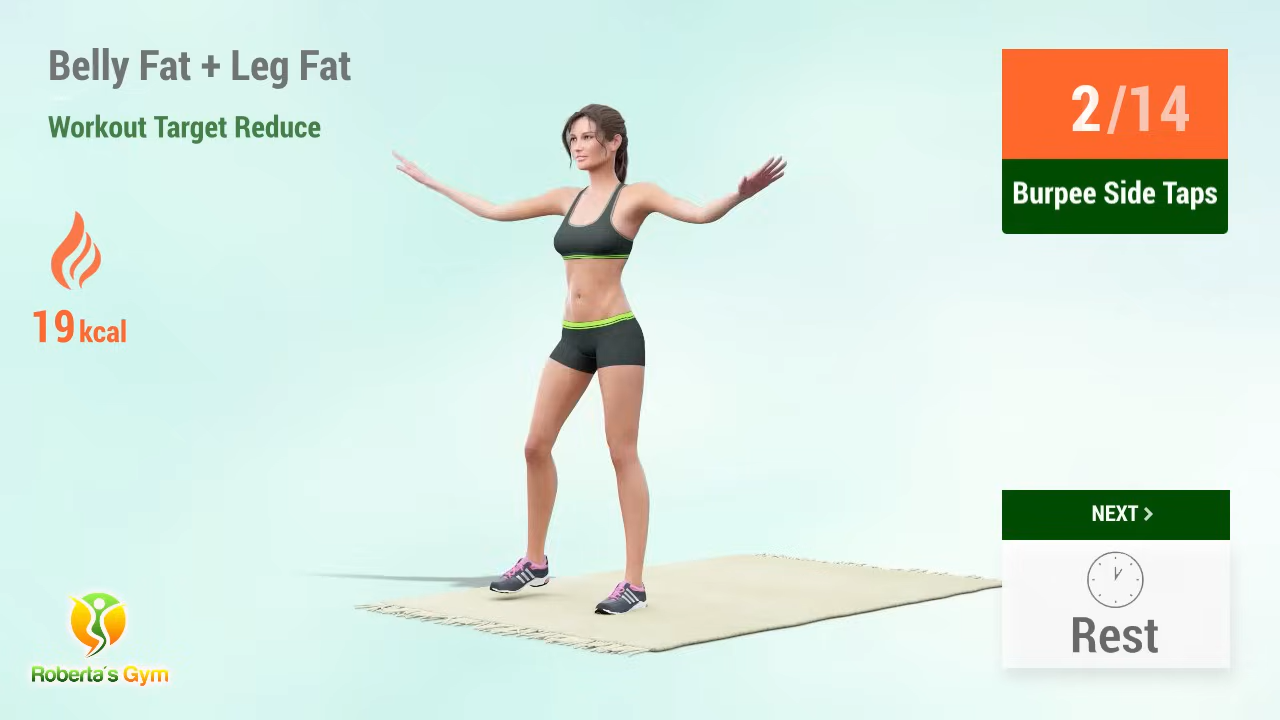 Belly Fat + Leg Fat
Workout Target Reduce
19 kcal
2/14
Burpee Side Taps
NEXT >
Rest
Roberta´s Gym